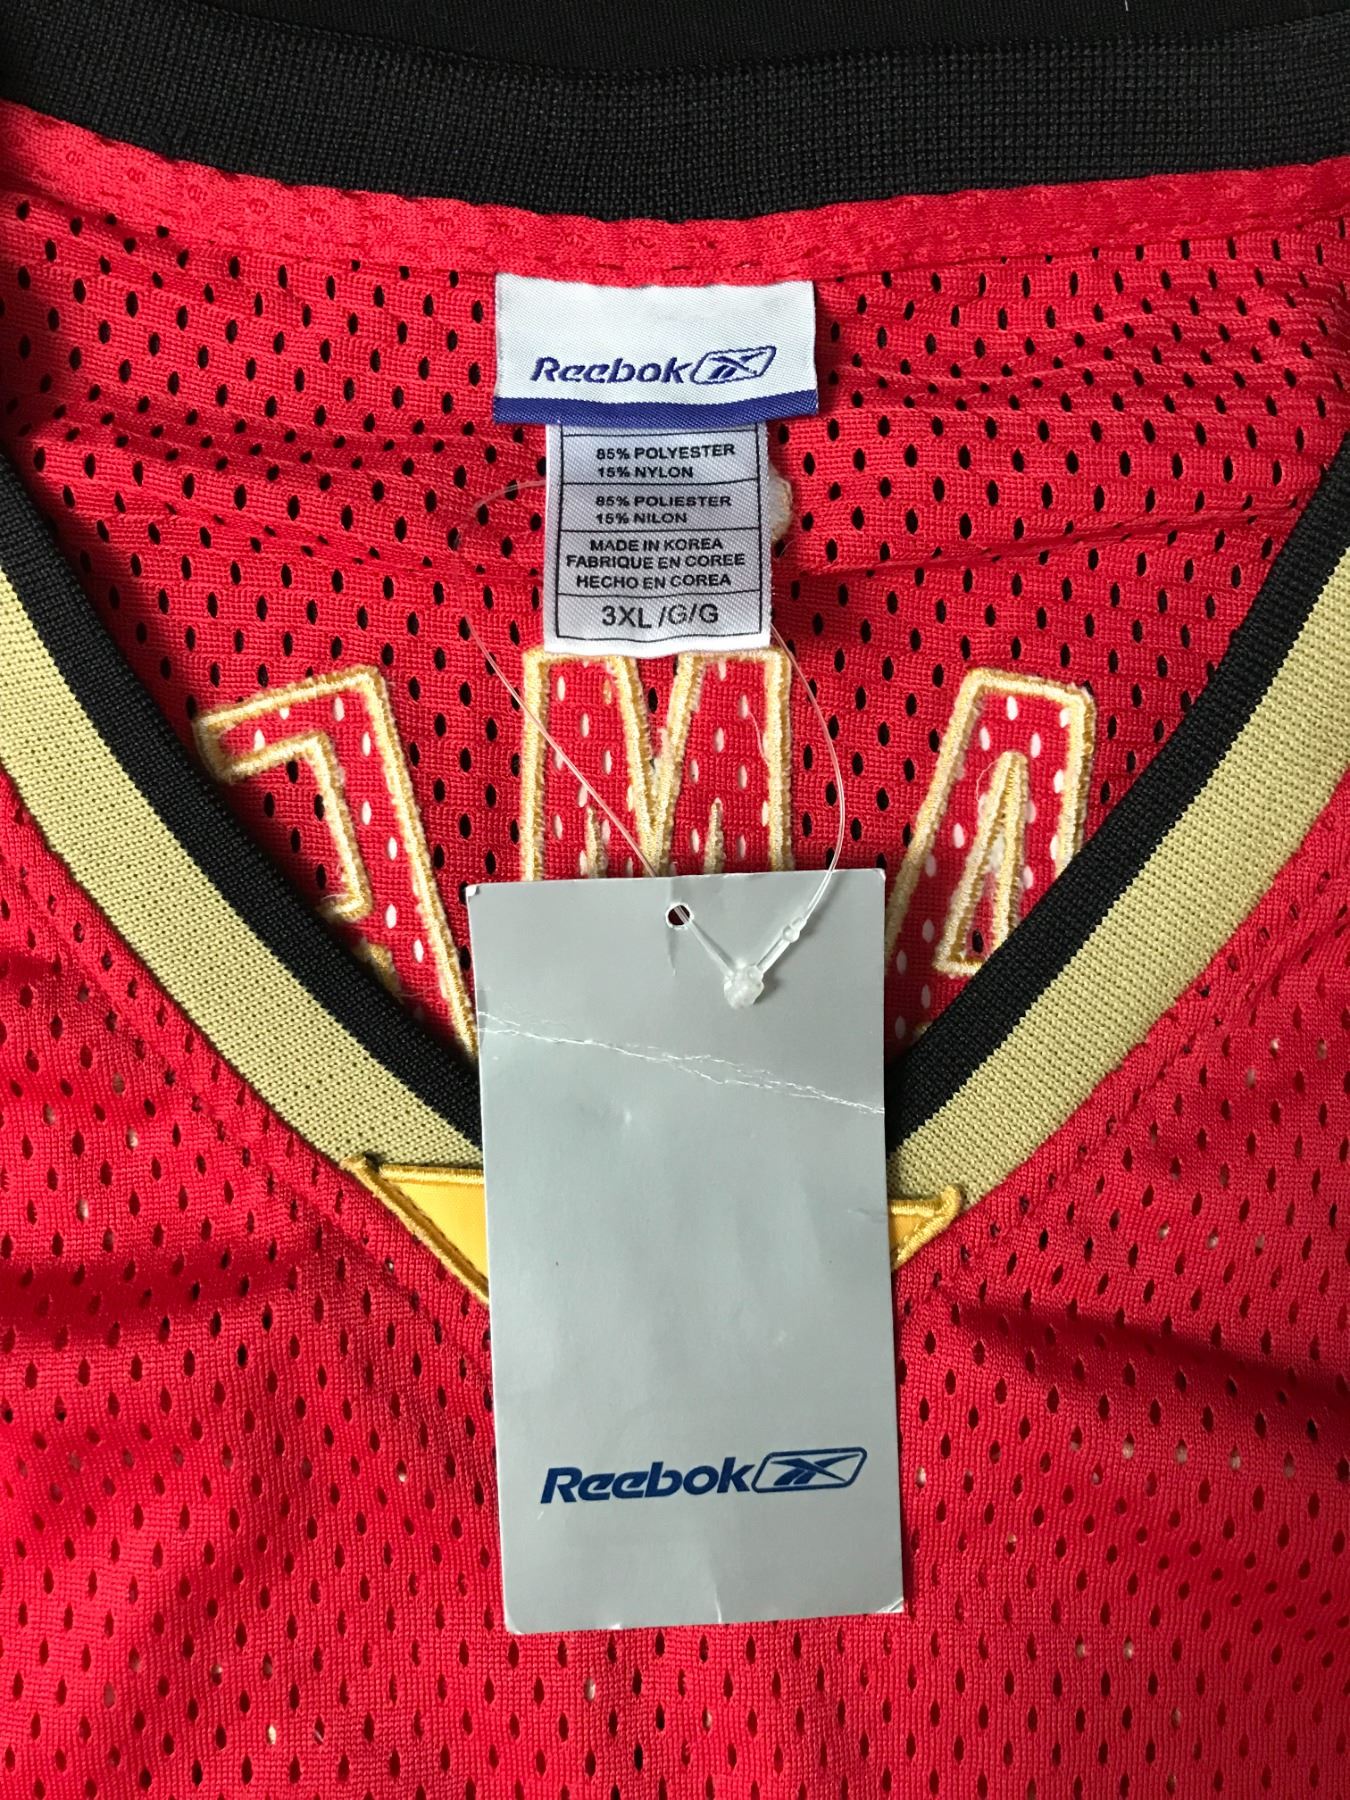 Reebok
85% POLYESTER
15% NYLON
85% POLIESTER
15% NILON
MADE IN KOREA
FABRIQUE EN COREE
HECHO EN COREA
3XL /G/G
Reebok